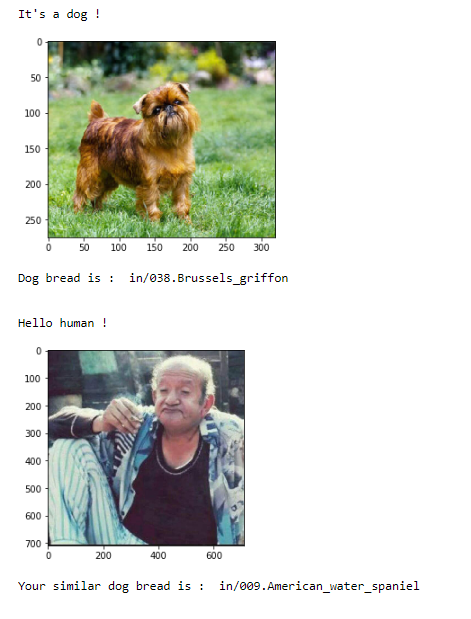 It's a dog !
0
50
100
150
200
250
0 50 100 150 200 250 300
Dog bread is :  in/038.Brussels_griffon
Hello human !
0
100
200
300
400
500
600
700
0 200 400 600
Your similar dog bread is :  in/009.American_water_spaniel